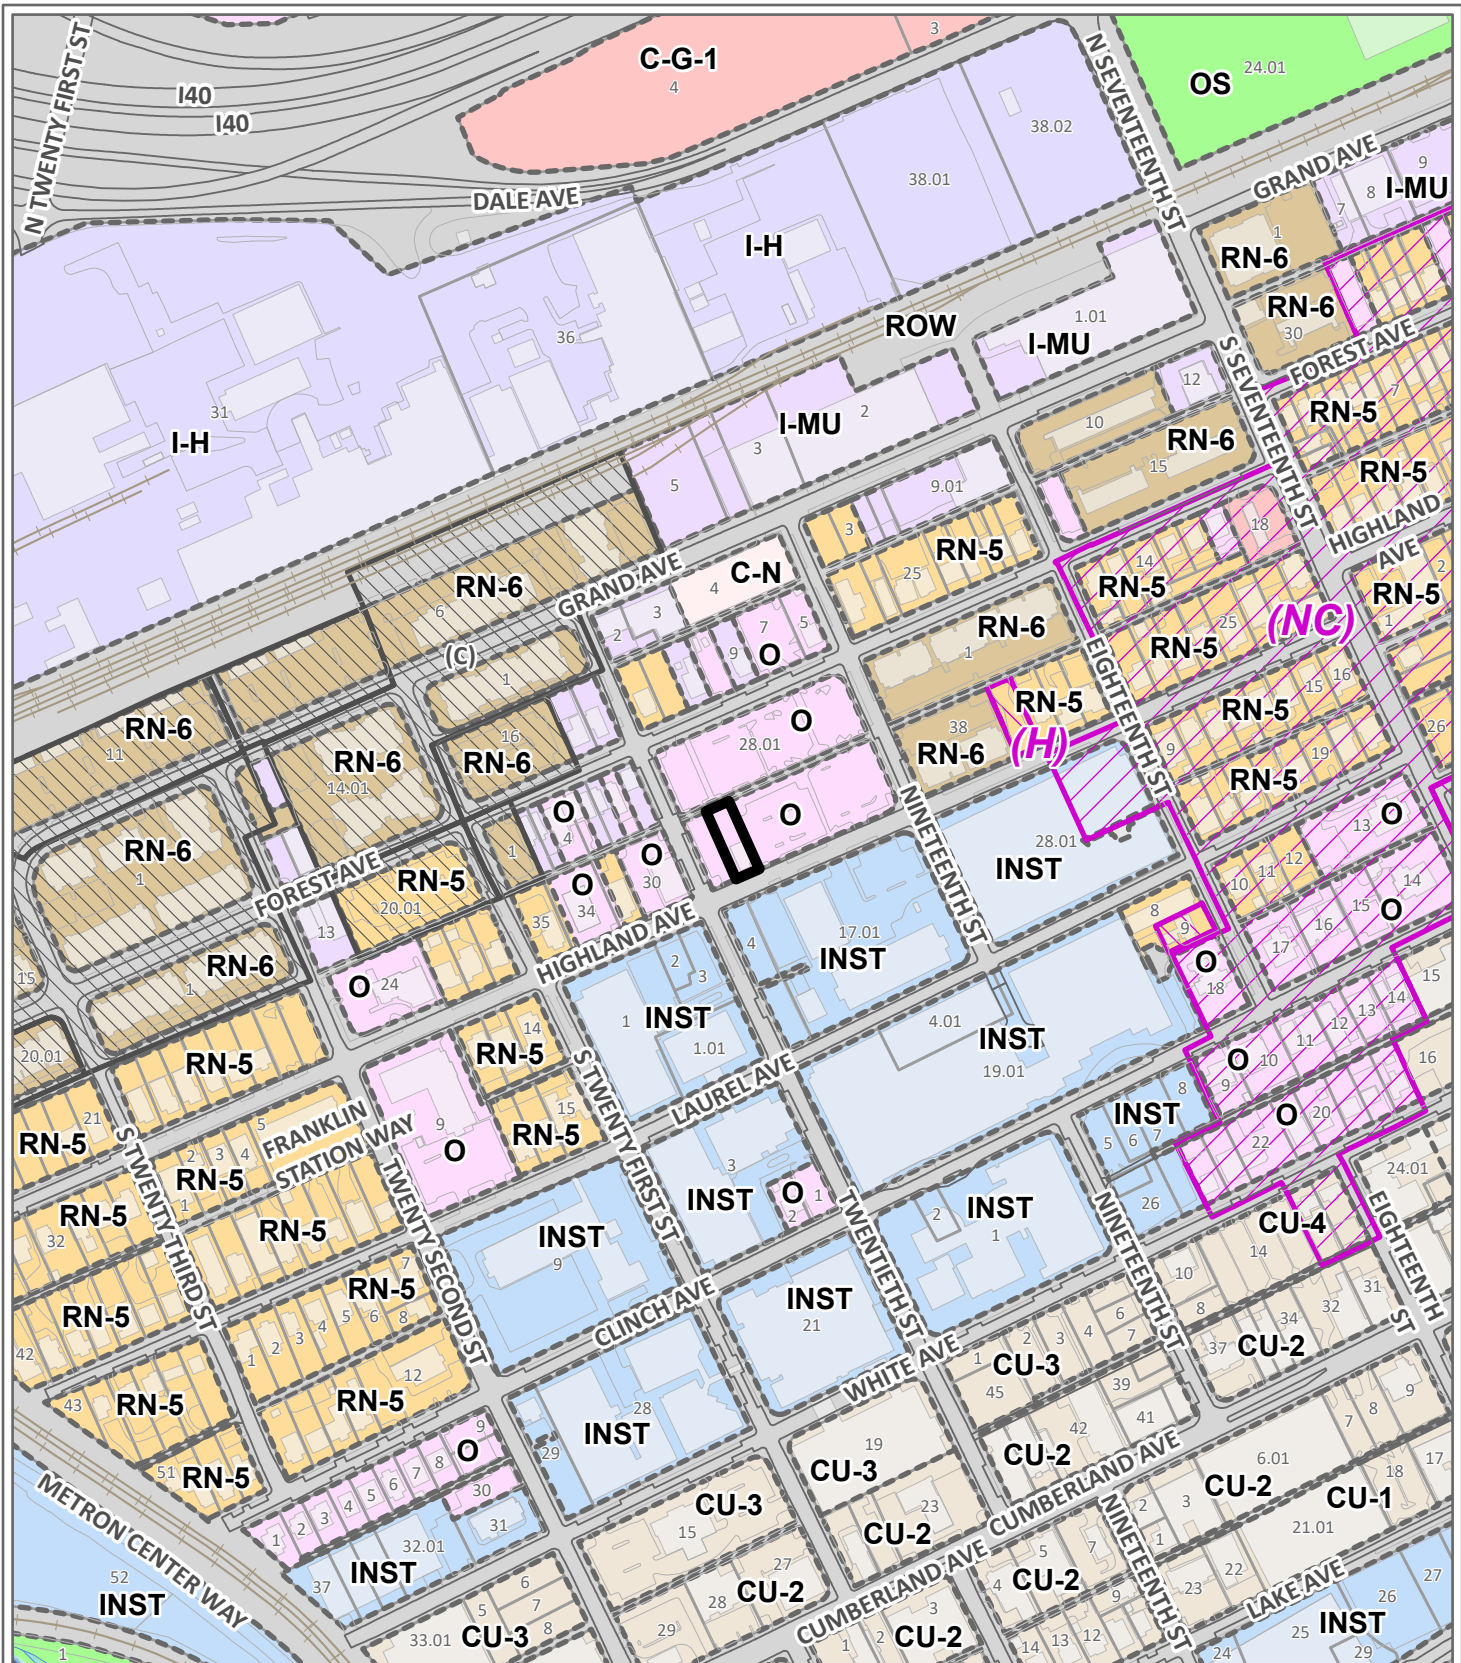 N TWENTY FIRST ST
I40
I40
C-G-1
4
3
N SEVENTEENTH ST
OS
24.01
DALE AVE
38.01
38.02
GRAND AVE
9
8
I-MU
7
1
RN-6
I-H
36
31
I-H
ROW
1.01
I-MU
RN-6
30
FOREST AVE
S SEVENTEENTH ST
12
7
RN-5
I-MU
2
3
5
10
RN-6
15
RN-5
9.01
HIGHLAND
AVE
18
3
RN-5
25
14
RN-5
2
RN-5
1
GRAND AVE
C-N
4
RN-6
6
(C)
3
2
7
5
9
O
RN-6
1
25
RN-5
(NC)
EIGHTEENTH ST
1
RN-5
15
16
RN-5
26
9
19
RN-5
RN-6
11
RN-6
14.01
16
RN-6
28.01
O
38
RN-6
(H)
O
O
4
NINETEENTH ST
28.01
INST
13
O
RN-6
1
FOREST AVE
RN-5
20.01
1
O
30
O
34
35
12
11
10
14
15
O
16
17
8
9
13
HIGHLAND AVE
4
17.01
INST
O
18
15
RN-6
1
15
O
24
2
3
1
INST
1.01
4.01
INST
19.01
14
13
12
11
O
10
9
16
20.01
RN-5
14
RN-5
LAUREL AVE
8
INST
7
6
5
O
20
22
21
RN-5
5
FRANKLIN
STATION WAY
9
O
15
RN-5
S TWENTY FIRST ST
S TWENTY THIRD ST
2
3
4
RN-5
1
TWENTY SECOND ST
3
INST
O
1
2
TWENTIETH ST
2
INST
1
NINETEENTH ST
26
24.01
EIGHTEENTH
ST
CU-4
14
RN-5
32
RN-5
INST
9
10
31
RN-5
7
RN-5
5
6
8
4
3
2
1
42
CLINCH AVE
INST
21
WHITE AVE
6
7
4
3
2
1
CU-3
45
8
34
32
37
CU-2
12
RN-5
43
RN-5
39
41
42
CU-2
9
8
7
28
INST
29
9
O
8
7
6
5
4
3
2
1
30
51
RN-5
19
CU-3
CUMBERLAND AVE
6.01
CU-2
17
18
CU-1
METRON CENTER WAY
31
32.01
INST
37
CU-3
15
23
CU-2
2
3
1
21.01
NINETEENTH ST
52
INST
27
CU-2
28
29
CUMBERLAND AVE
5
7
CU-2
4
22
23
LAKE AVE
27
26
INST
25
29
24
6
5
7
8
33.01
CU-3
3
2
1
CU-2
9
12
13
14
1